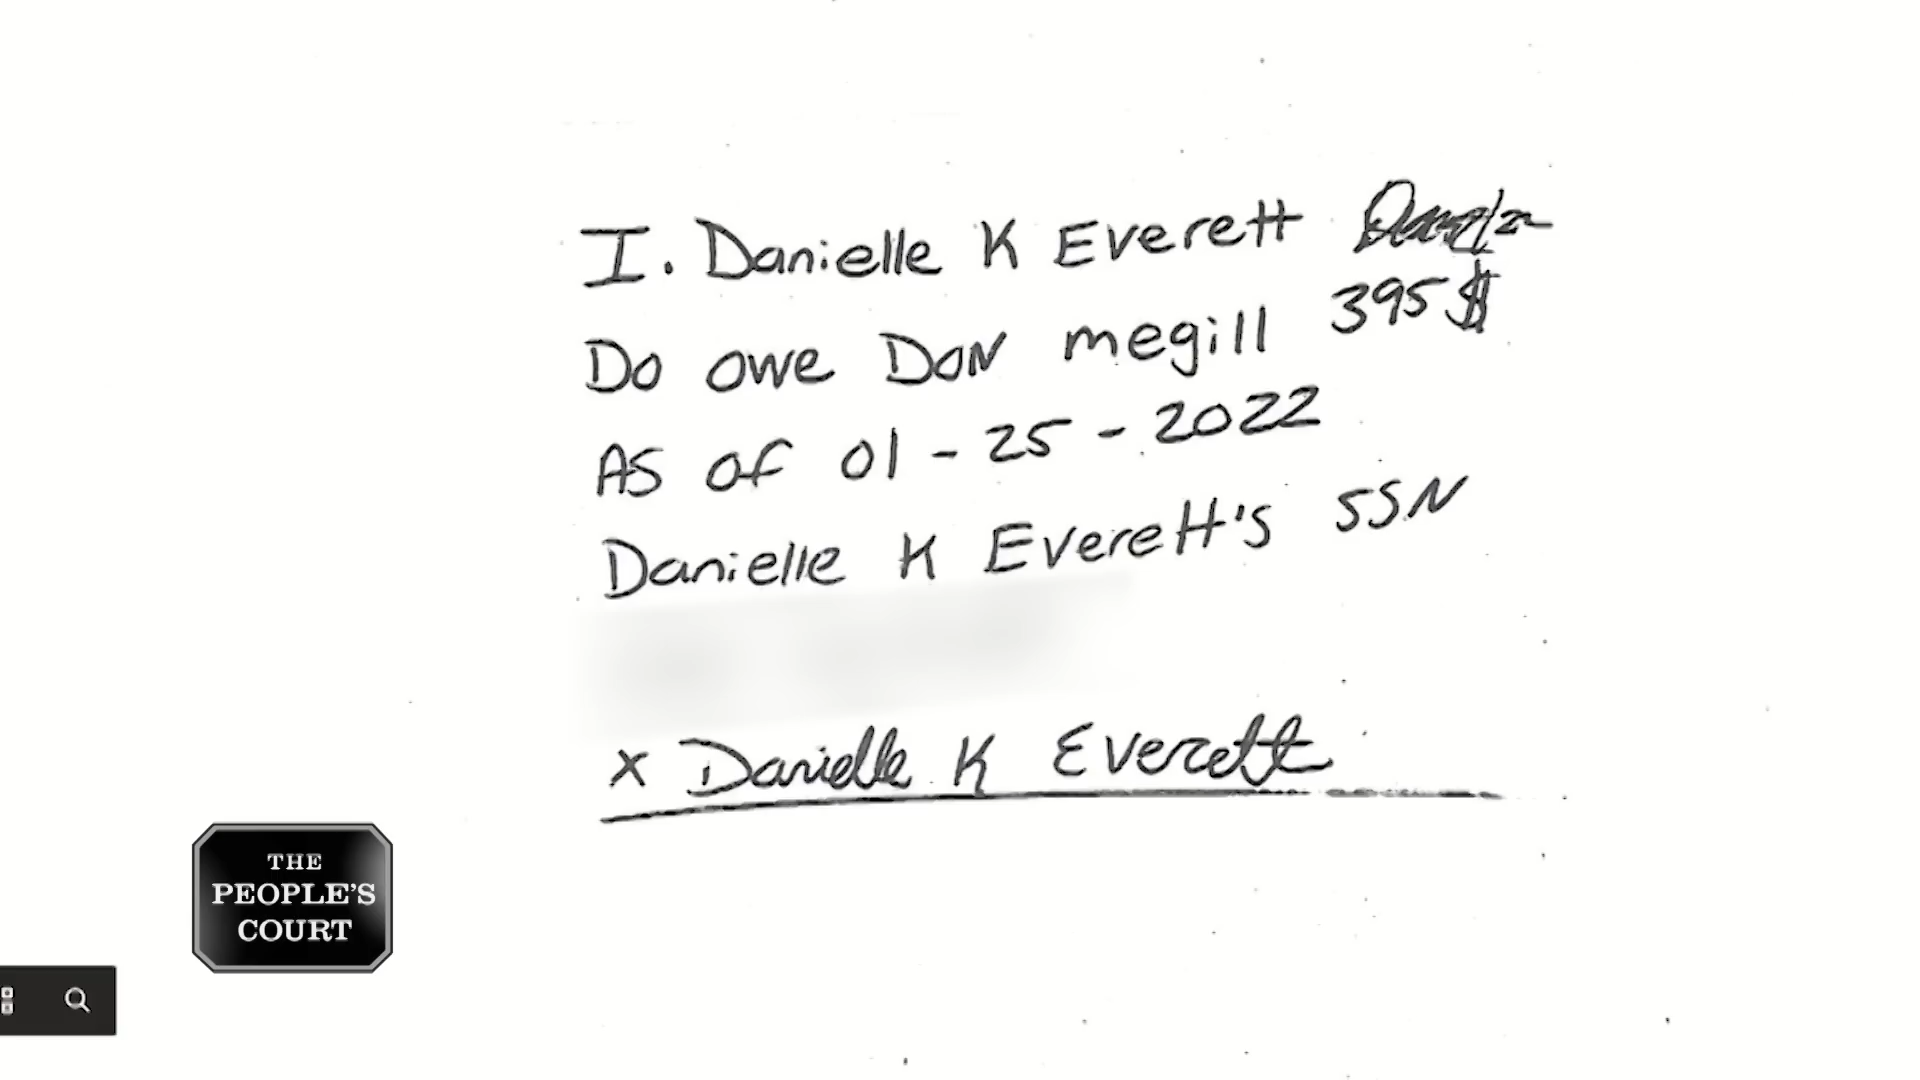 I. Danielle K Everett
Do owe DON megill 395$
AS of 01-25-2022
Danielle K Everett's SSN
x Danielle K Everett
THE
PEOPLE'S
COURT